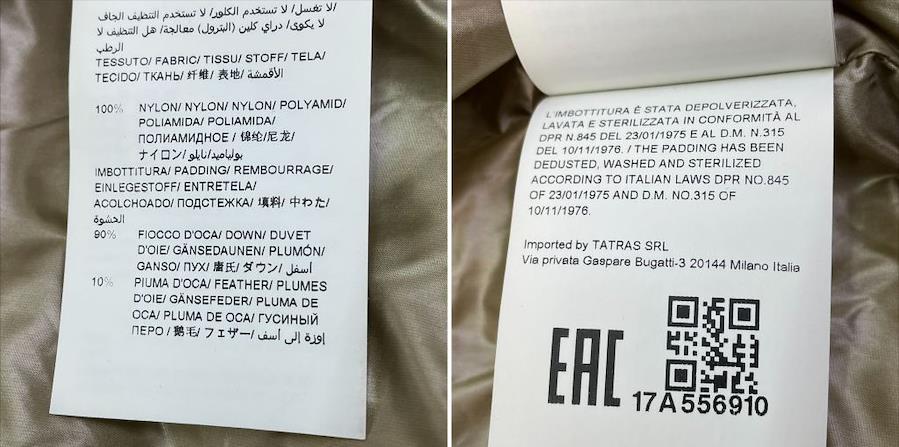 لا تغسل/ لا تستخدم الكلور/ لا تستخدم التنظيف الجاف/
لا يكوى/ دراي كلين (البترول) معالجة/ هل التنظيف لا
الرطب
TESSUTO/ FABRIC/ TISSU/ STOFF/ TELA/
TECIDO/ ТКАНЬ/ 纤维/ 表地/ الأقمشة
100% NYLON/ NYLON/ NYLON/ POLYAMID/
POLIAMIDA/ POLIAMIDA/
ПОЛИАМИДНОЕ / 锦纶/尼龙/
ナイロン/ بولياميد/نايلو
IMBOTTITURA/ PADDING/ REMBOURRAGE/
EINLEGESTOFF/ ENTRETELA/
ACOLCHOADO/ ПОДСТЕЖКА/ 填料/ 中わた/
الحشوة
90% FIOCCO D'OCA/ DOWN/ DUVET
D'OIE/ GÄNSEDAUNEN/ PLUMÓN/
GANSO/ ПУХ/ 唐氏/ ダウン/ أسفل
10% PIUMA D'OCA/ FEATHER/ PLUMES
D'OIE/ GÄNSEFEDER/ PLUMA DE
OCA/ PLUMA DE OCA/ ГУСИНЫЙ
ПЕРО / 鹅毛/ フェザー/ إوزة إلى أسف
L'IMBOTTITURA È STATA DEPOLVERIZZATA,
LAVATA E STERILIZZATA IN CONFORMITÀ AL
DPR N.845 DEL 23/01/1975 E AL D.M. N.315
DEL 10/11/1976. / THE PADDING HAS BEEN
DEDUSTED, WASHED AND STERILIZED
ACCORDING TO ITALIAN LAWS DPR NO.845
OF 23/01/1975 AND D.M. NO.315 OF
10/11/1976.
Imported by TATRAS SRL
Via privata Gaspare Bugatti-3 20144 Milano Italia
EAC
17A556910